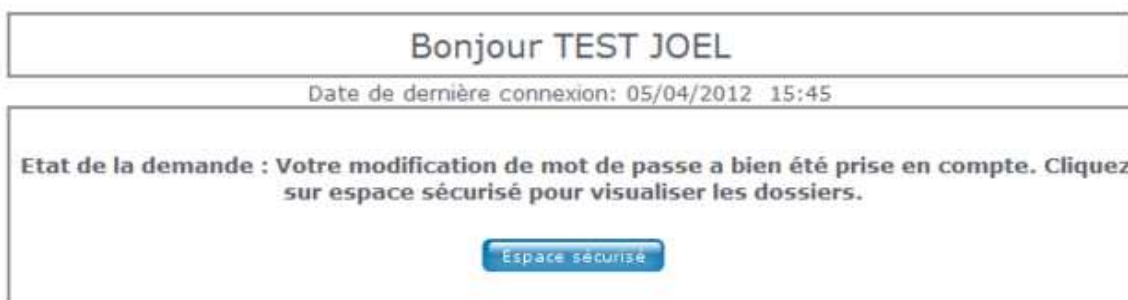 Bonjour TEST JOEL
Date de dernière connexion: 05/04/2012 15:45
Etat de la demande : Votre modification de mot de passe a bien été prise en compte. Cliquez
sur espace sécurisé pour visualiser les dossiers.
Espace sécurisé